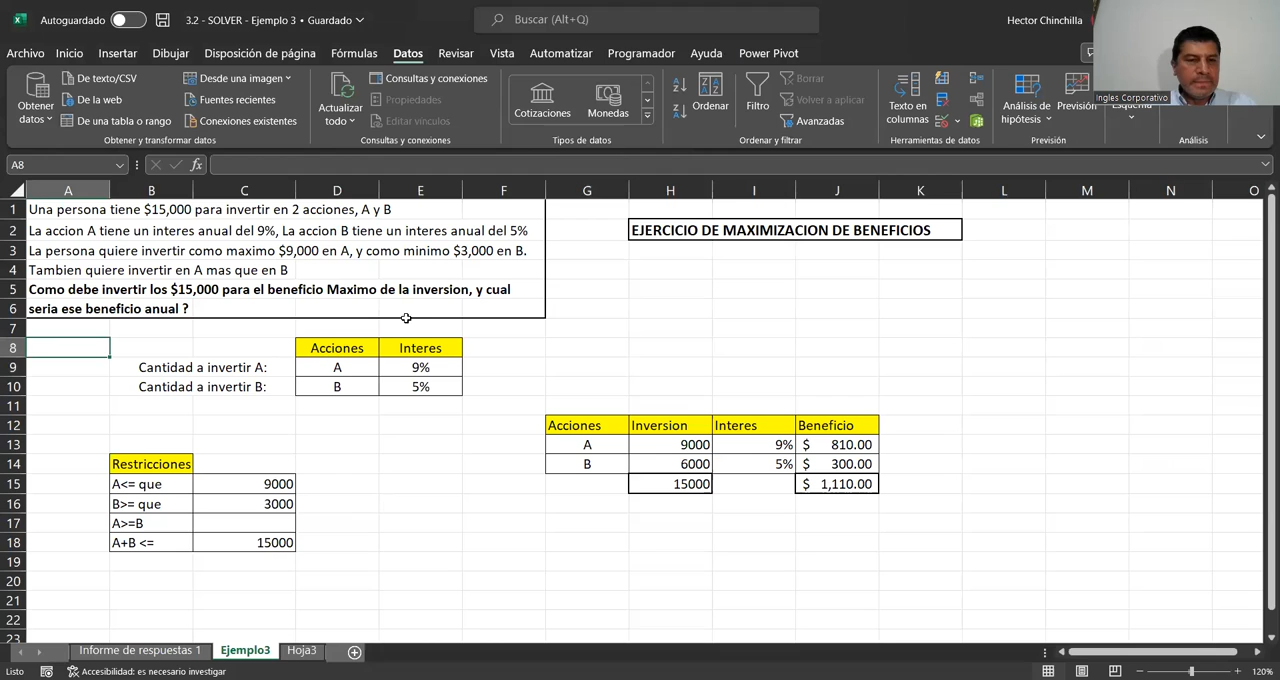 Autoguardado
3.2 - SOLVER - Ejemplo 3 • Guardado
Buscar (Alt+Q)
Hector Chinchilla
Ingles Corporativo
Archivo Inicio Insertar Dibujar Disposición de página Fórmulas Datos Revisar Vista Automatizar Programador Ayuda Power Pivot
Obtener datos
De texto/CSV
De la web
De una tabla o rango
Desde una imagen
Fuentes recientes
Conexiones existentes
Obtener y transformar datos
Actualizar todo
Consultas y conexiones
Propiedades
Editar vínculos
Consultas y conexiones
Cotizaciones
Monedas
Tipos de datos
Ordenar
Filtro
Borrar
Volver a aplicar
Avanzadas
Ordenar y filtrar
Texto en columnas
Herramientas de datos
Análisis de hipótesis
Previsión
Previsión
Esquema
Análisis
A8
fx
A B C D E F G H I J K L M N O
1 Una persona tiene $15,000 para invertir en 2 acciones, A y B
2 La accion A tiene un interes anual del 9%, La accion B tiene un interes anual del 5% EJERCICIO DE MAXIMIZACION DE BENEFICIOS
3 La persona quiere invertir como maximo $9,000 en A, y como minimo $3,000 en B.
4 Tambien quiere invertir en A mas que en B
5 Como debe invertir los $15,000 para el beneficio Maximo de la inversion, y cual
6 seria ese beneficio anual ?
7
8 Acciones Interes
9 Cantidad a invertir A: A 9%
10 Cantidad a invertir B: B 5%
11
12 Acciones Inversion Interes Beneficio
13 A 9000 9% $ 810.00
14 Restricciones B 6000 5% $ 300.00
15 A<= que 9000 15000 $ 1,110.00
16 B>= que 3000
17 A>=B
18 A+B <= 15000
19
20
21
22
23
Informe de respuestas 1 Ejemplo3 Hoja3
Listo Accesibilidad: es necesario investigar 120%